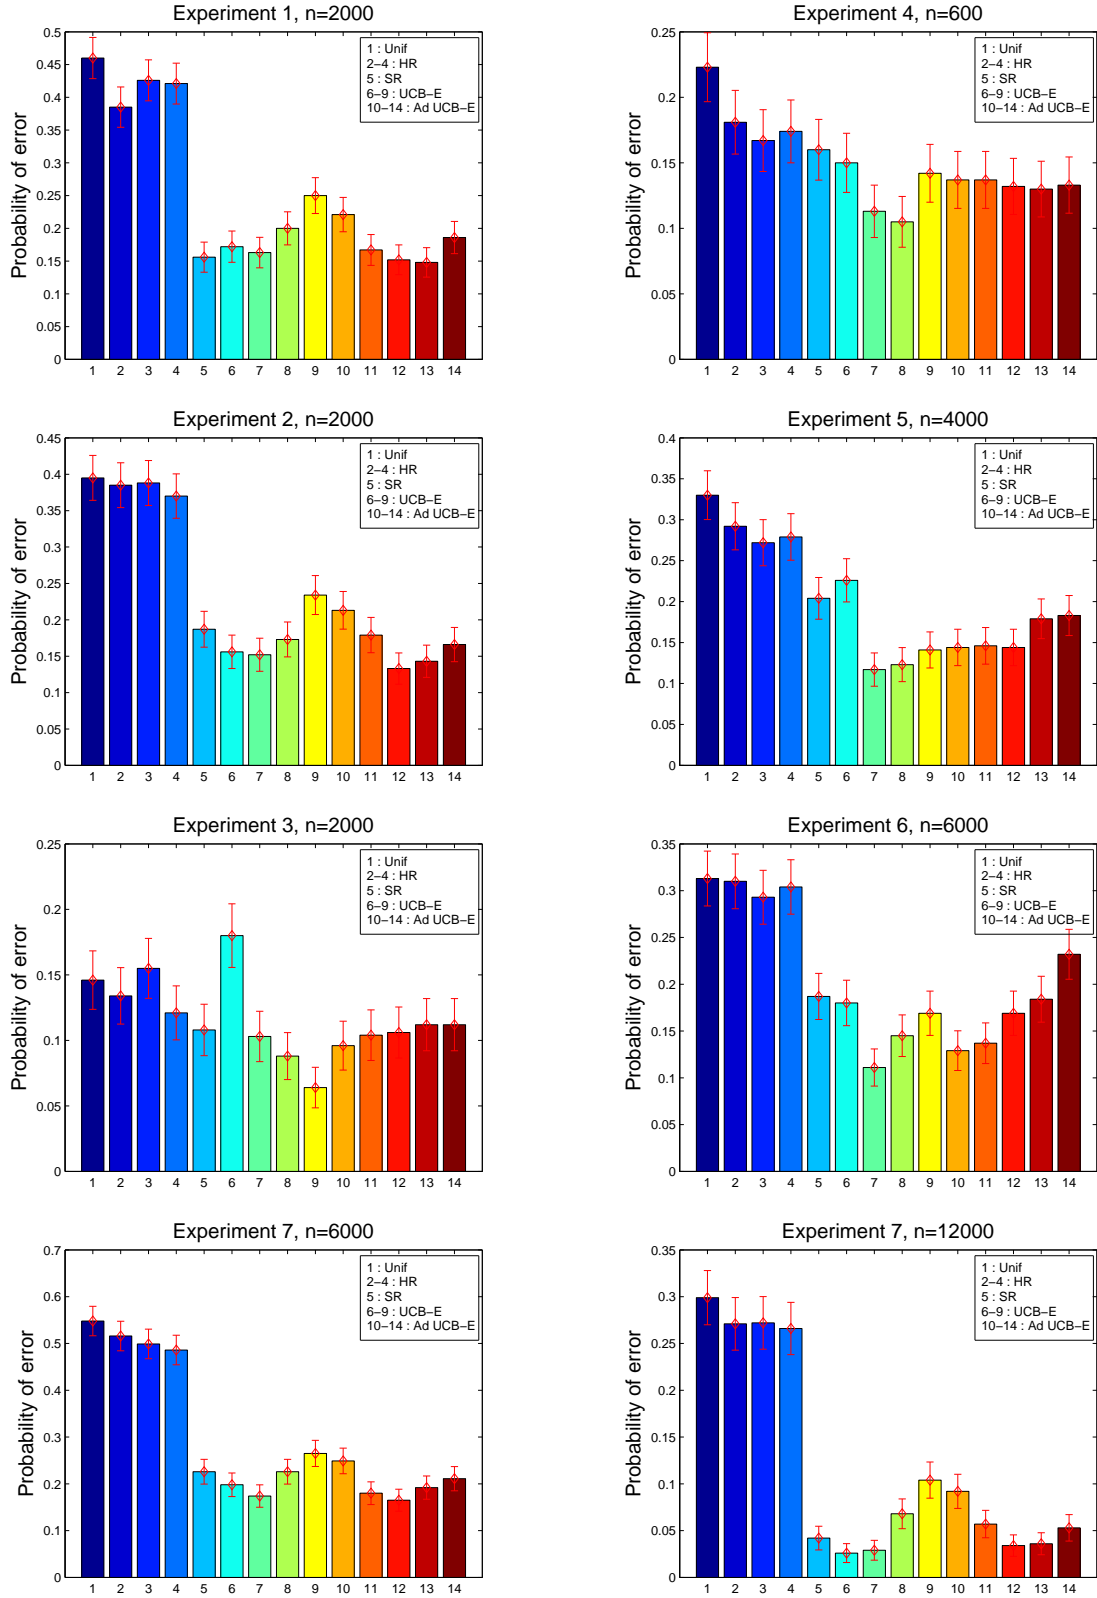 Experiment 1, n=2000
Probability of error
0.5
0.45
0.4
0.35
0.3
0.25
0.2
0.15
0.1
0.05
0
1 2 3 4 5 6 7 8 9 10 11 12 13 14
1 : Unif
2−4 : HR
5 : SR
6−9 : UCB−E
10−14 : Ad UCB−E
Experiment 4, n=600
Probability of error
0.25
0.2
0.15
0.1
0.05
0
1 2 3 4 5 6 7 8 9 10 11 12 13 14
1 : Unif
2−4 : HR
5 : SR
6−9 : UCB−E
10−14 : Ad UCB−E
Experiment 2, n=2000
Probability of error
0.45
0.4
0.35
0.3
0.25
0.2
0.15
0.1
0.05
0
1 2 3 4 5 6 7 8 9 10 11 12 13 14
1 : Unif
2−4 : HR
5 : SR
6−9 : UCB−E
10−14 : Ad UCB−E
Experiment 5, n=4000
Probability of error
0.4
0.35
0.3
0.25
0.2
0.15
0.1
0.05
0
1 2 3 4 5 6 7 8 9 10 11 12 13 14
1 : Unif
2−4 : HR
5 : SR
6−9 : UCB−E
10−14 : Ad UCB−E
Experiment 3, n=2000
Probability of error
0.25
0.2
0.15
0.1
0.05
0
1 2 3 4 5 6 7 8 9 10 11 12 13 14
1 : Unif
2−4 : HR
5 : SR
6−9 : UCB−E
10−14 : Ad UCB−E
Experiment 6, n=6000
Probability of error
0.35
0.3
0.25
0.2
0.15
0.1
0.05
0
1 2 3 4 5 6 7 8 9 10 11 12 13 14
1 : Unif
2−4 : HR
5 : SR
6−9 : UCB−E
10−14 : Ad UCB−E
Experiment 7, n=6000
Probability of error
0.7
0.6
0.5
0.4
0.3
0.2
0.1
0
1 2 3 4 5 6 7 8 9 10 11 12 13 14
1 : Unif
2−4 : HR
5 : SR
6−9 : UCB−E
10−14 : Ad UCB−E
Experiment 7, n=12000
Probability of error
0.35
0.3
0.25
0.2
0.15
0.1
0.05
0
1 2 3 4 5 6 7 8 9 10 11 12 13 14
1 : Unif
2−4 : HR
5 : SR
6−9 : UCB−E
10−14 : Ad UCB−E